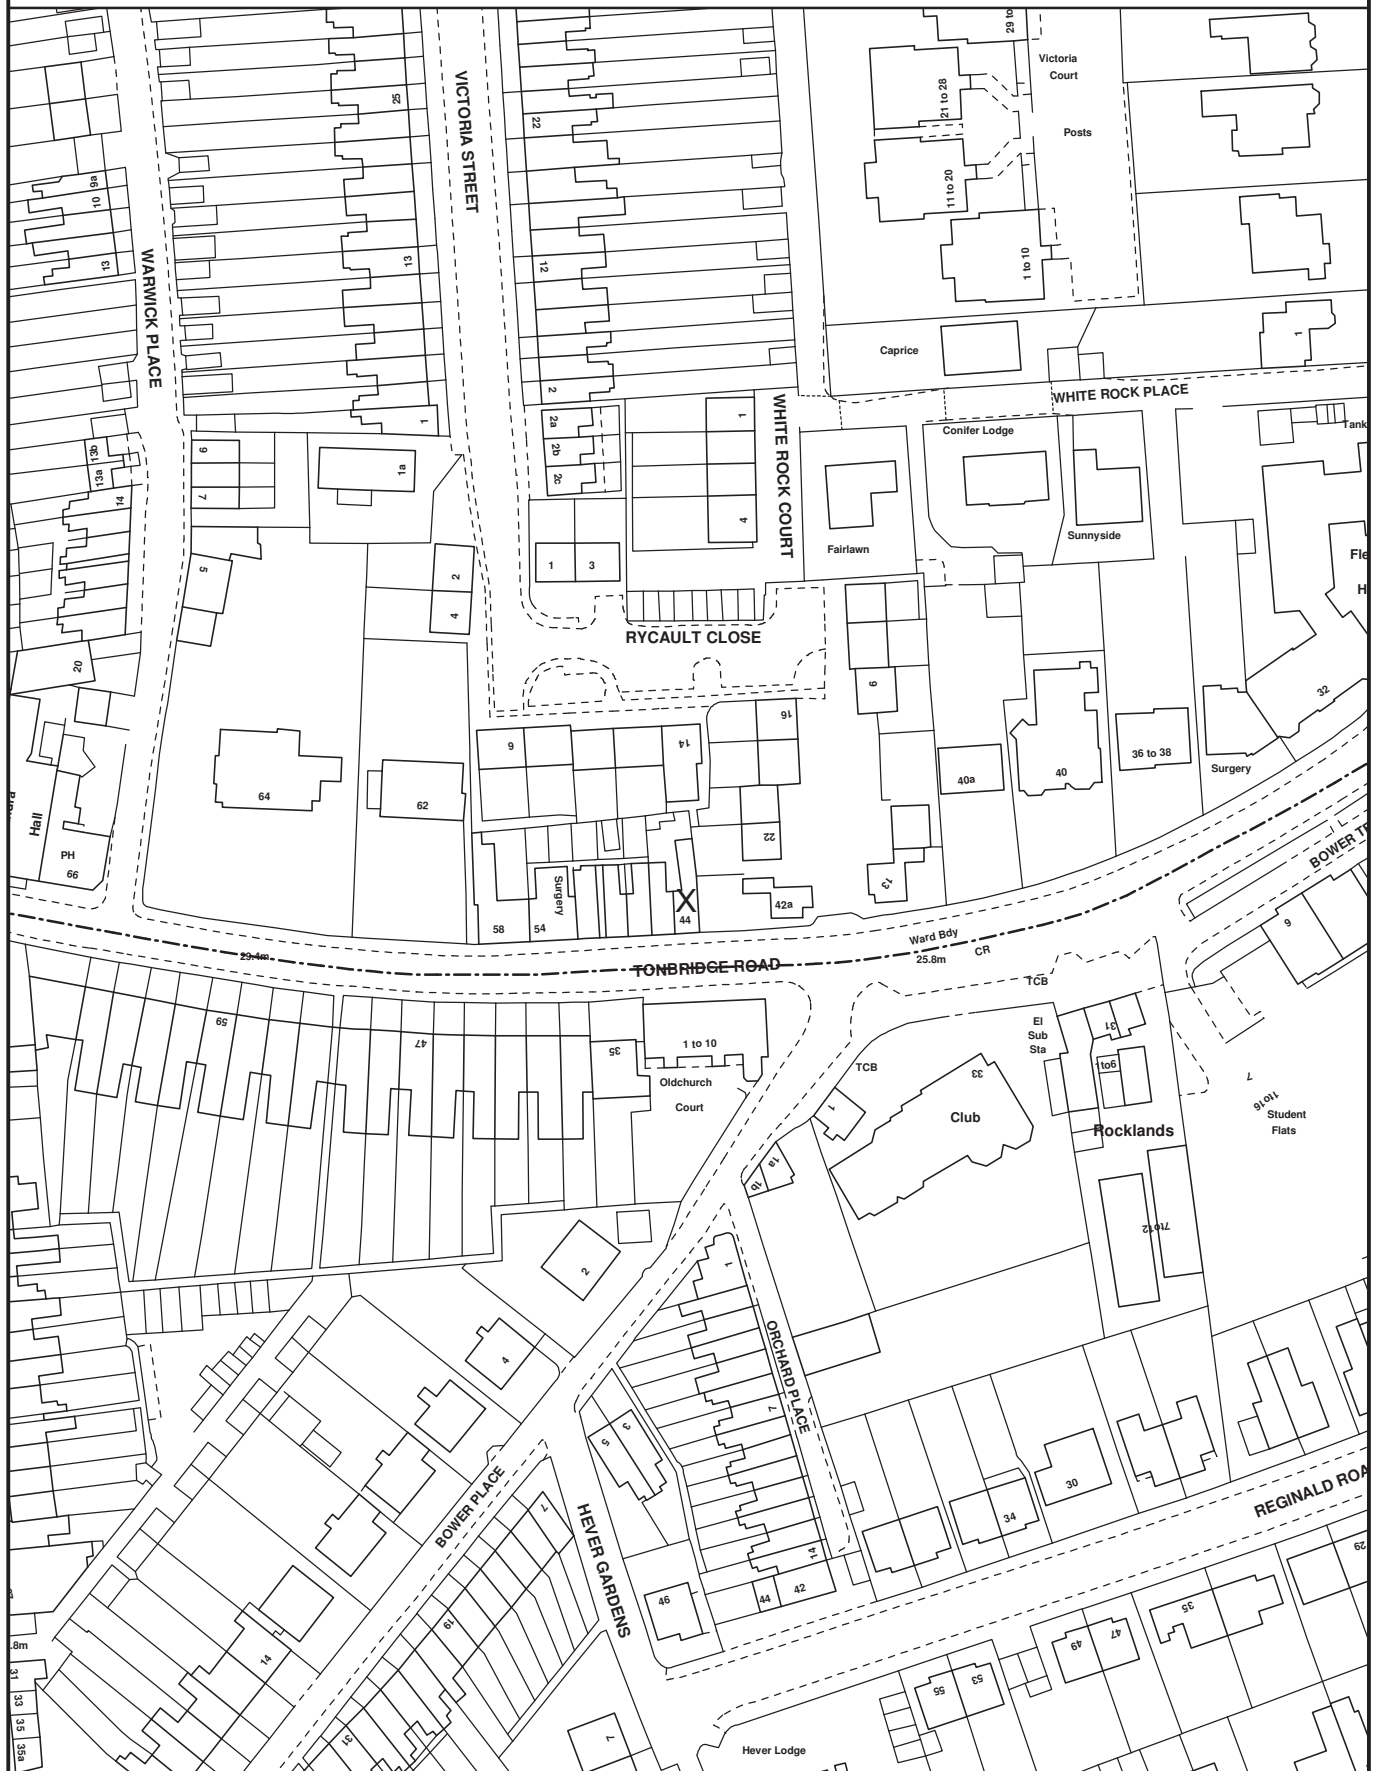 29 to
Victoria
Court
21 to 28
Posts
11 to 20
1 to 10
25
VICTORIA STREET
22
9a
10
13
WARWICK PLACE
13
12
Caprice
1
WHITE ROCK PLACE
2
1
2a
2b
2c
1
4
WHITE ROCK COURT
Conifer Lodge
Tank
13b
13a
14
6
7
1a
Fairlawn
Sunnyside
Fle
H
5
2
4
1
3
RYCAULT CLOSE
20
9
32
6
14
16
64
62
40a
40
36 to 38
Surgery
Hall
PH
66
22
BOWER TE
Surgery
58
54
44
X
42a
13
9
29.4m
TONBRIDGE ROAD
Ward Bdy
25.8m
CR
TCB
59
47
35
1 to 10
Oldchurch
Court
El
Sub
Sta
31
TCB
1
33
Club
1to6
Rocklands
7
1to16
Student
Flats
1a
1b
7to12
2
1
4
ORCHARD PLACE
7
3
5
BOWER PLACE
7
HEVER GARDENS
30
34
REGINALD ROA
14
42
44
46
29
19
14
35
47
49
53
55
.8m
31
33
35
35a
31
7
Hever Lodge